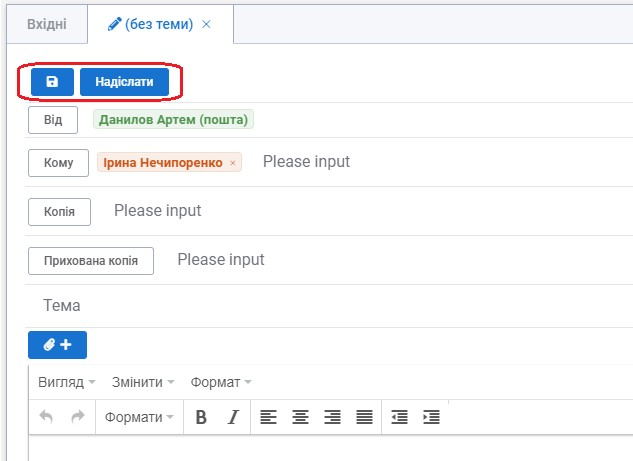 Вхідні (без теми) ×
Надіслати
Від Данилов Артем (пошта)
Кому Ірина Нечипоренко × Please input
Копія Please input
Прихована копія Please input
Тема
Вигляд Змінити Формат
Формати B I